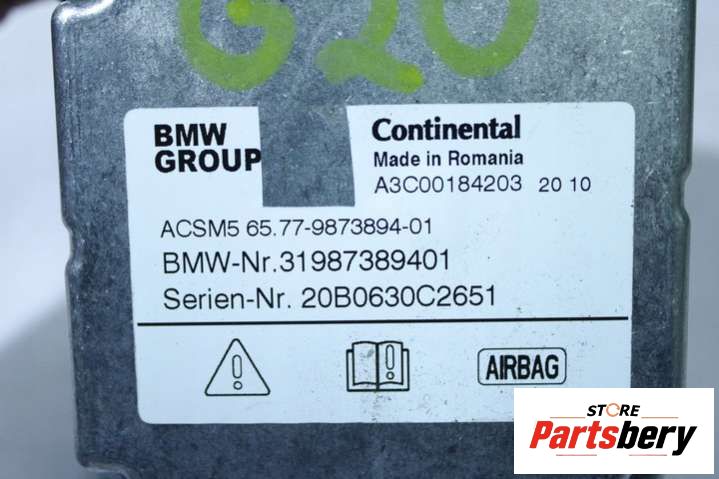 G20
BMW
GROUP
Continental
Made in Romania
A3C00184203 20 10
ACSM5 65.77-9873894-01
BMW-Nr.31987389401
Serien-Nr. 20B0630C2651
AIRBAG
STORE
Partsbery